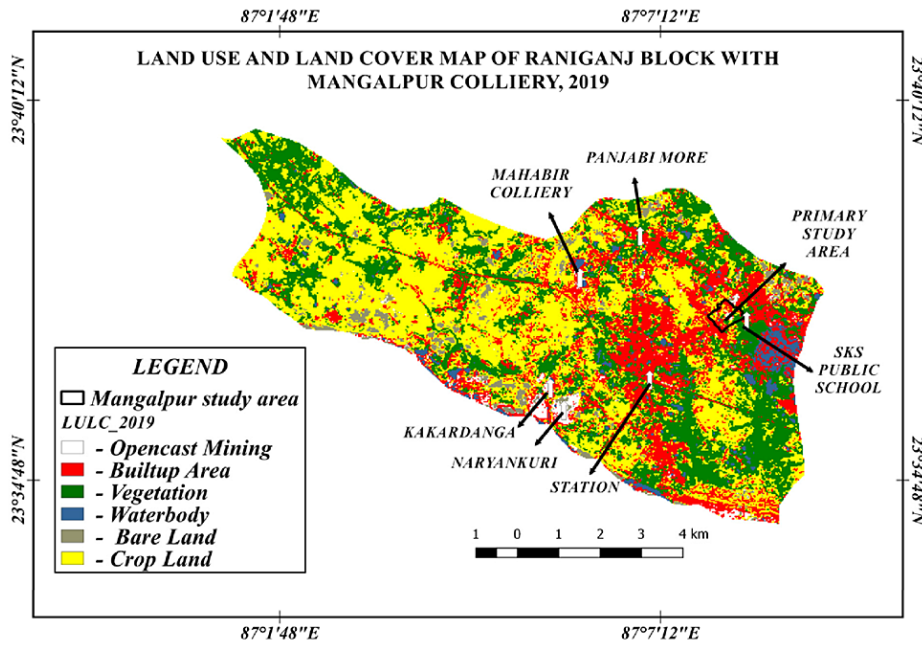 87°1'48"E
87°7'12"E
LAND USE AND LAND COVER MAP OF RANIGANJ BLOCK WITH
MANGALPUR COLLIERY, 2019
23°40'12"N
23°40'12"N
PANJABI MORE
MAHABIR
COLLIERY
PRIMARY
STUDY
AREA
SKS
PUBLIC
SCHOOL
KAKARDANGA
NARYANKURI
STATION
LEGEND
Mangalpur study area
LULC_2019
- Opencast Mining
- Builtup Area
- Vegetation
- Waterbody
- Bare Land
- Crop Land
23°34'48"N
23°34'48"N
1 0 1 2 3 4 km
87°1'48"E
87°7'12"E